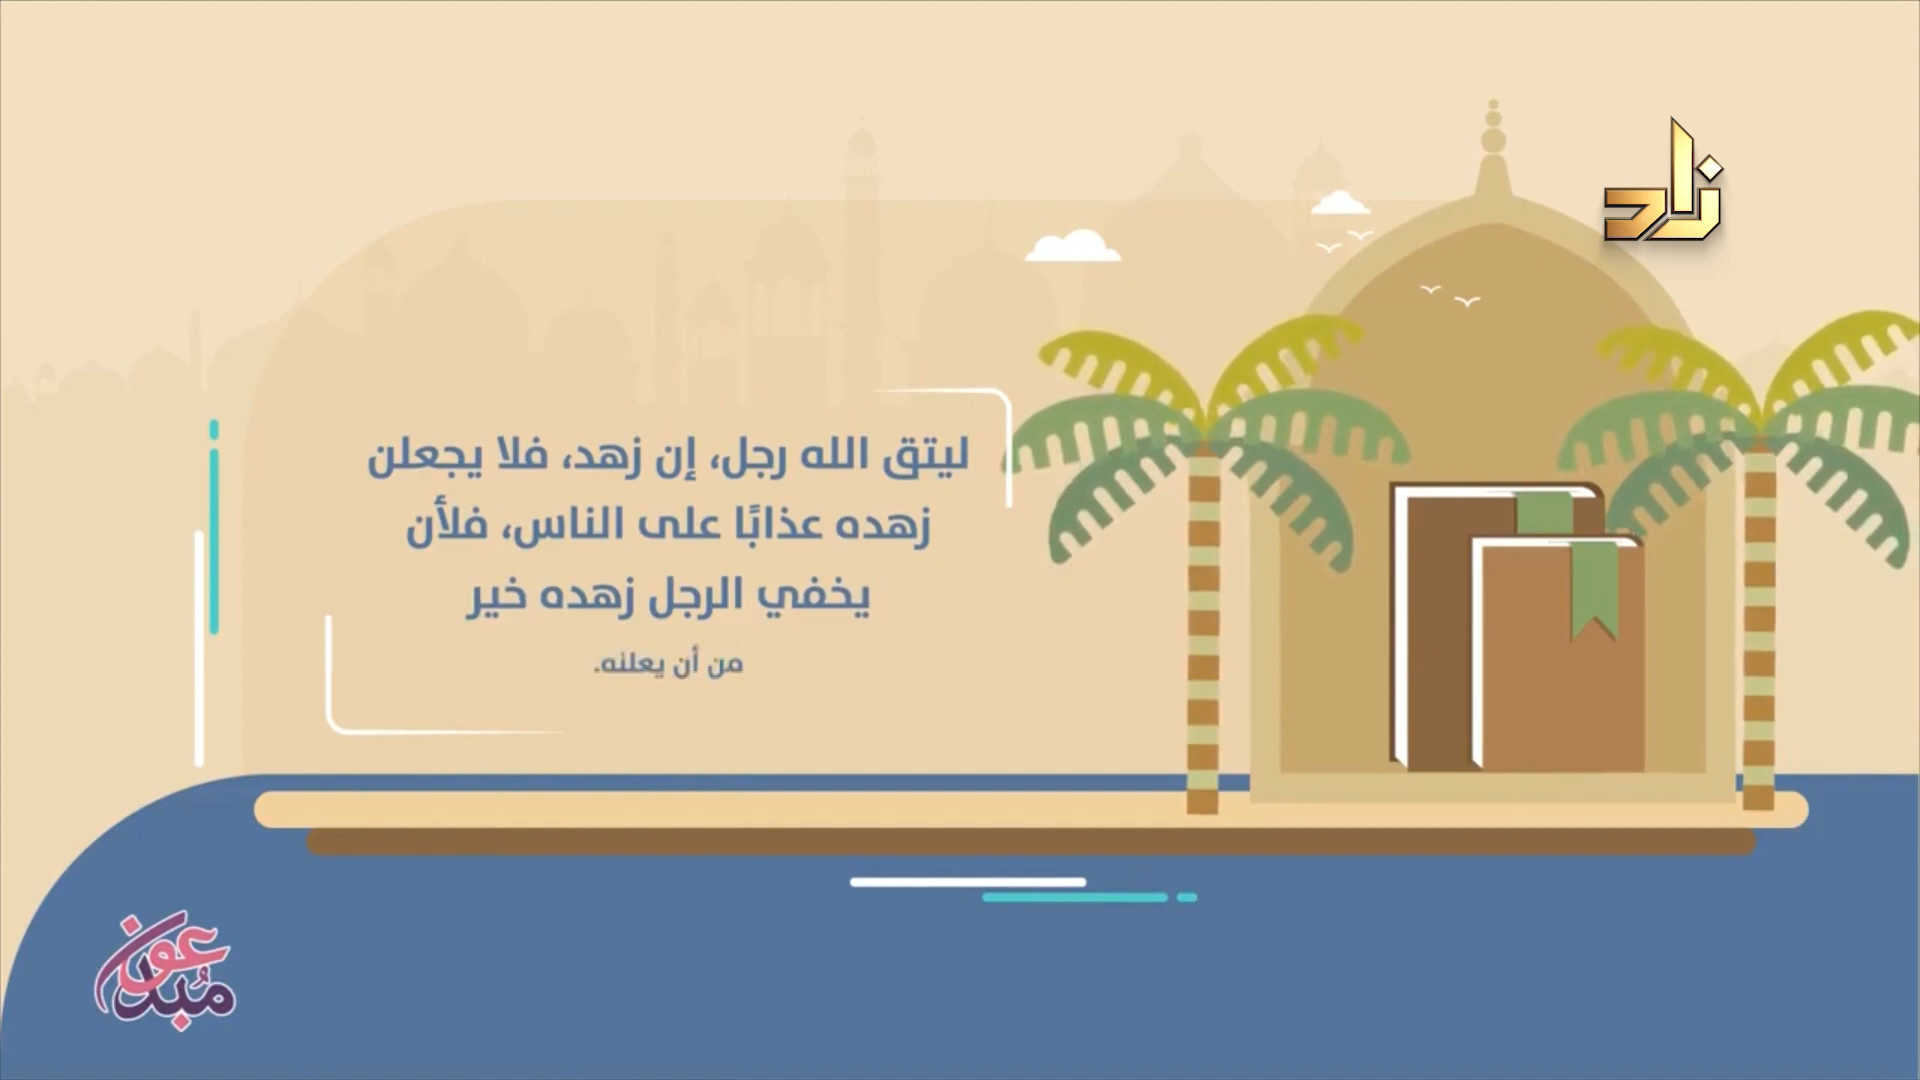 زاد
ليتق الله رجل، إن زهد، فلا يجعلن
زهده عذابًا على الناس، فلأن
يخفي الرجل زهده خير
من أن يعلنه.
مُبدعون